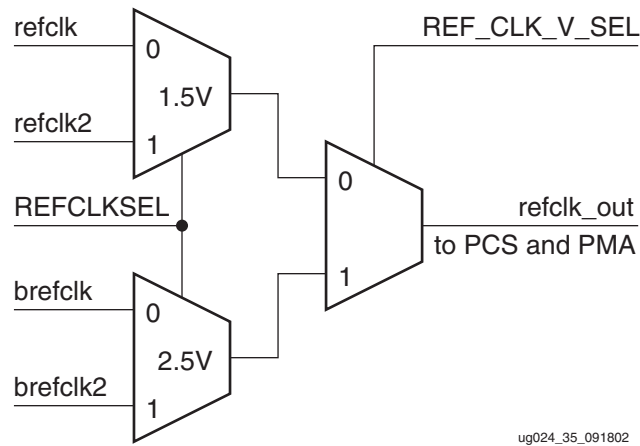 refclk
REF_CLK_V_SEL
0
1.5V
refclk2
1
0
REFCLKSEL
refclk_out
to PCS and PMA
1
brefclk
0
2.5V
brefclk2
1
ug024_35_091802